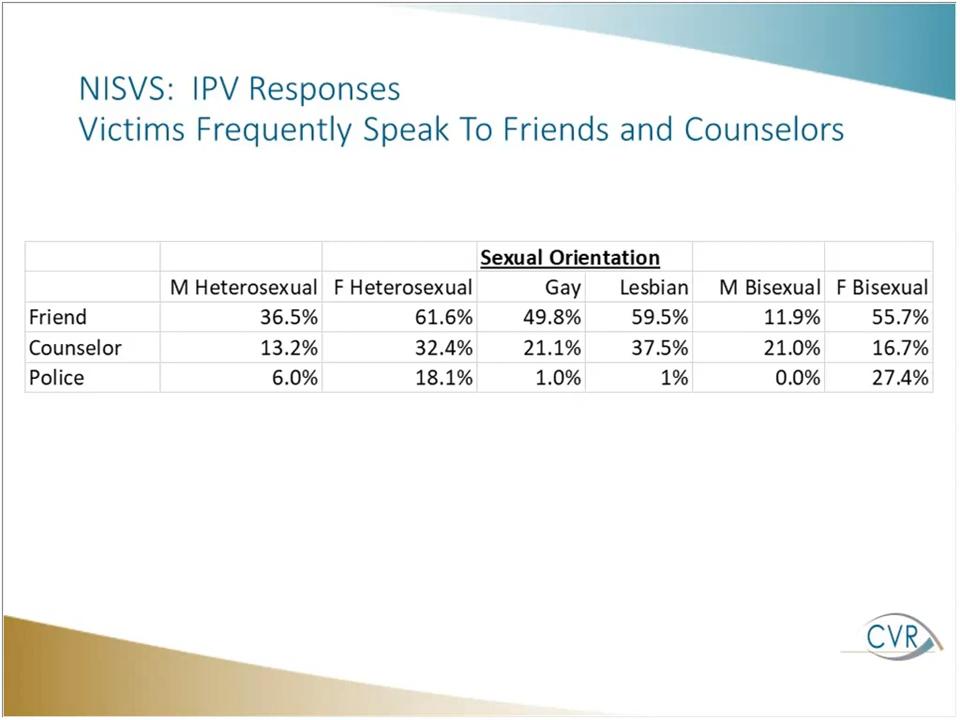 NISVS: IPV Responses
Victims Frequently Speak To Friends and Counselors
Sexual Orientation
M Heterosexual F Heterosexual Gay Lesbian M Bisexual F Bisexual
Friend 36.5% 61.6% 49.8% 59.5% 11.9% 55.7%
Counselor 13.2% 32.4% 21.1% 37.5% 21.0% 16.7%
Police 6.0% 18.1% 1.0% 1% 0.0% 27.4%
CVR